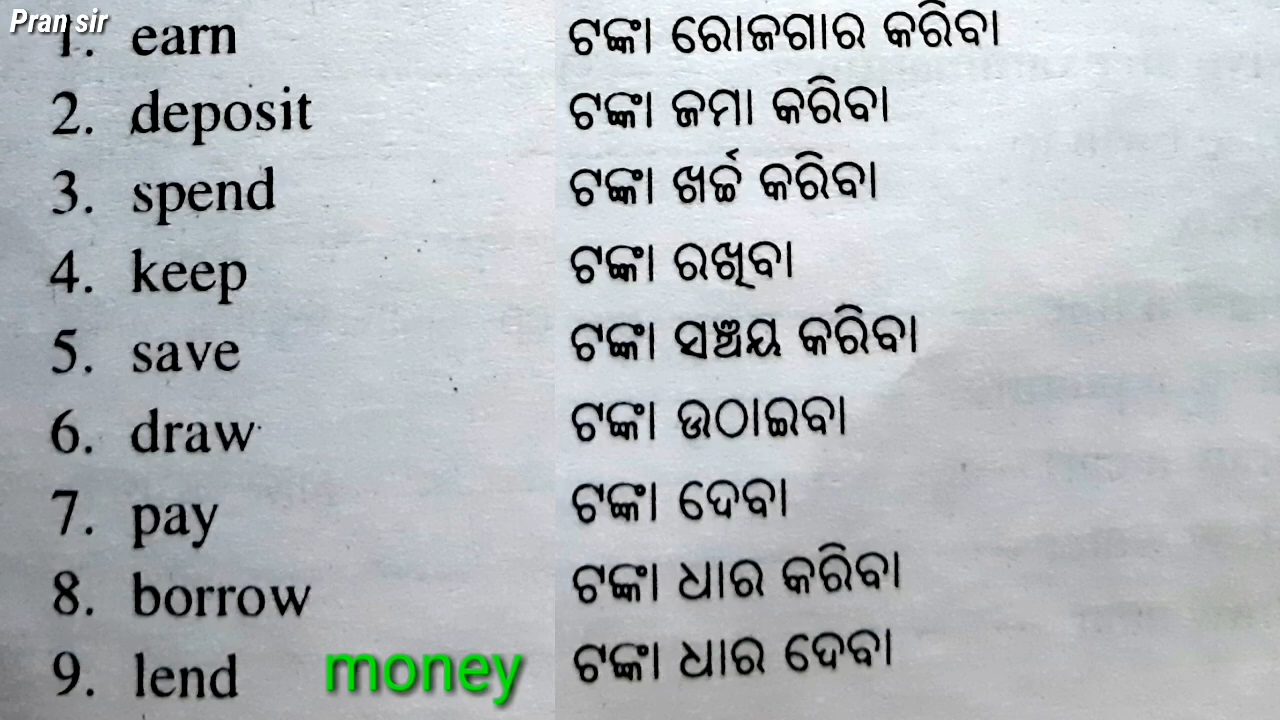 Pran sir
1. earn ଟଙ୍କା ରୋଜଗାର କରିବା
2. deposit ଟଙ୍କା ଜମା କରିବା
3. spend ଟଙ୍କା ଖର୍ଚ୍ଚ କରିବା
4. keep ଟଙ୍କା ରଖିବା
5. save ଟଙ୍କା ସଞ୍ଚୟ କରିବା
6. draw ଟଙ୍କା ଉଠାଇବା
7. pay ଟଙ୍କା ଦେବା
8. borrow ଟଙ୍କା ଧାର କରିବା
9. lend money ଟଙ୍କା ଧାର ଦେବା